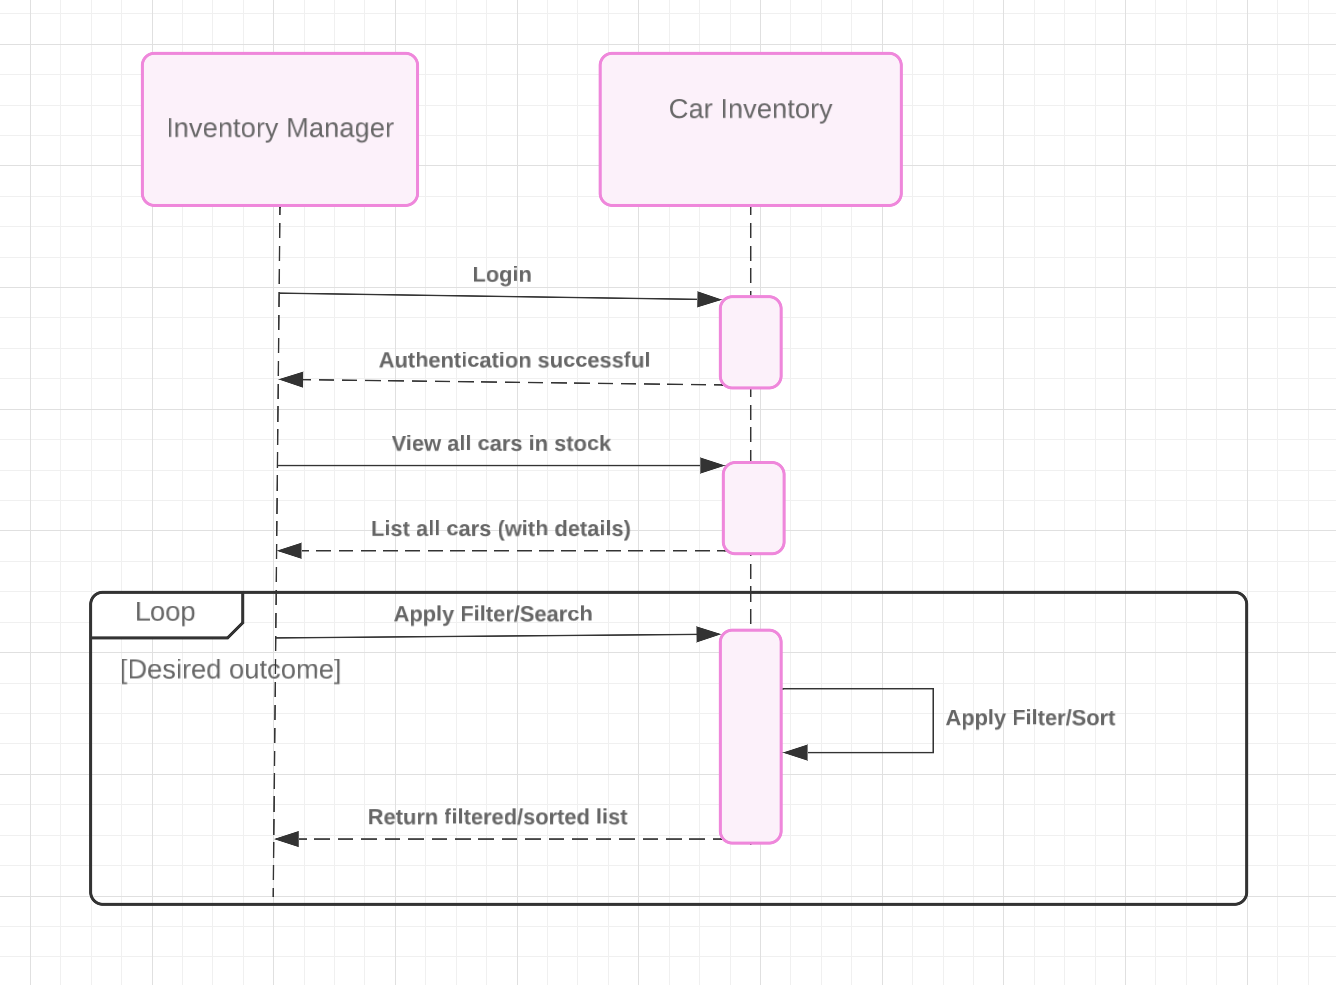 Inventory Manager
Car Inventory
Login
Authentication successful
View all cars in stock
List all cars (with details)
Loop
Apply Filter/Search
[Desired outcome]
Apply Filter/Sort
Return filtered/sorted list